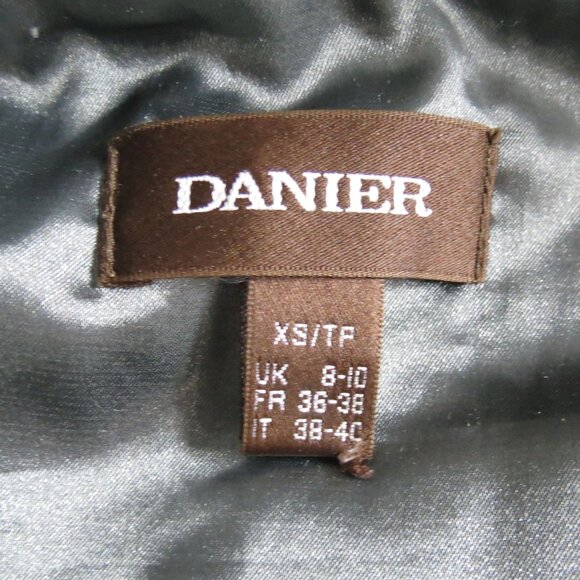 DANIER
XS/TP
UK 8-10
FR 36-38
IT 38-40